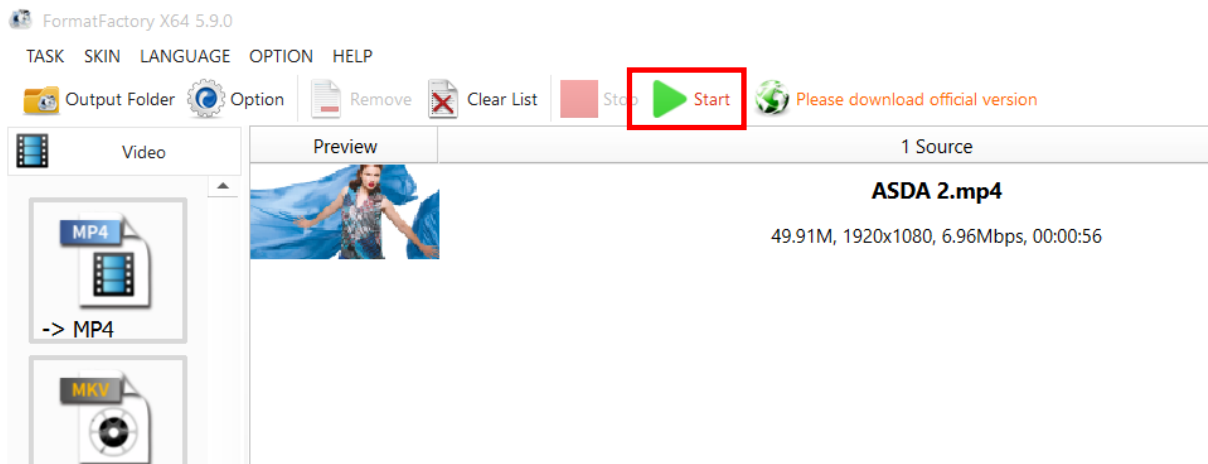 FormatFactory X64 5.9.0
TASK SKIN LANGUAGE OPTION HELP
Output Folder Option Remove Clear List Stop Start Please download official version
Video Preview 1 Source
ASDA 2.mp4
49.91M, 1920x1080, 6.96Mbps, 00:00:56
MP4
-> MP4
MKV